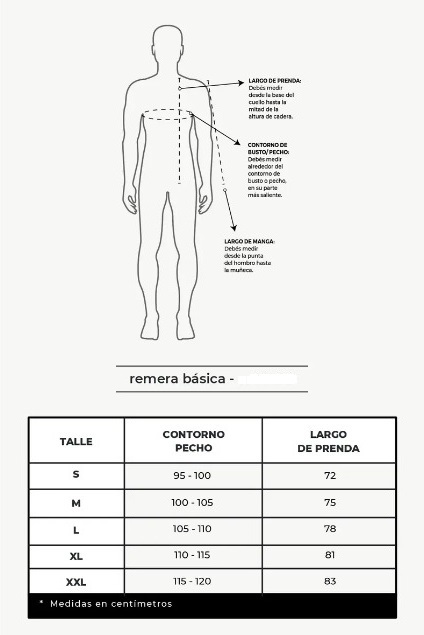 LARGO DE PRENDA:
Debés medir
desde la base del
cuello hasta la
mitad de la
altura de cadera.
CONTORNO DE
BUSTO/PECHO:
Debés medir
alrededor del
contorno de
busto o pecho,
en su parte
más saliente.
LARGO DE MANGA:
Debés medir
desde la punta
del hombro hasta
la muñeca.
remera básica -
TALLE CONTORNO PECHO LARGO DE PRENDA
S 95 - 100 72
M 100 - 105 75
L 105 - 110 78
XL 110 - 115 81
XXL 115 - 120 83
* Medidas en centímetros